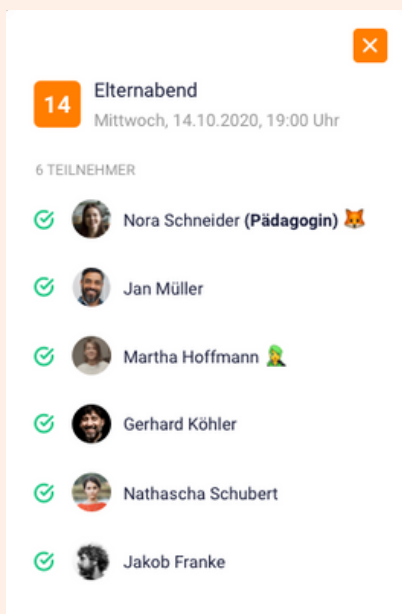 14
Elternabend
Mittwoch, 14.10.2020, 19:00 Uhr
6 TEILNEHMER
Nora Schneider (Pädagogin) 🦊
Jan Müller
Martha Hoffmann 🧝‍♀️
Gerhard Köhler
Nathascha Schubert
Jakob Franke